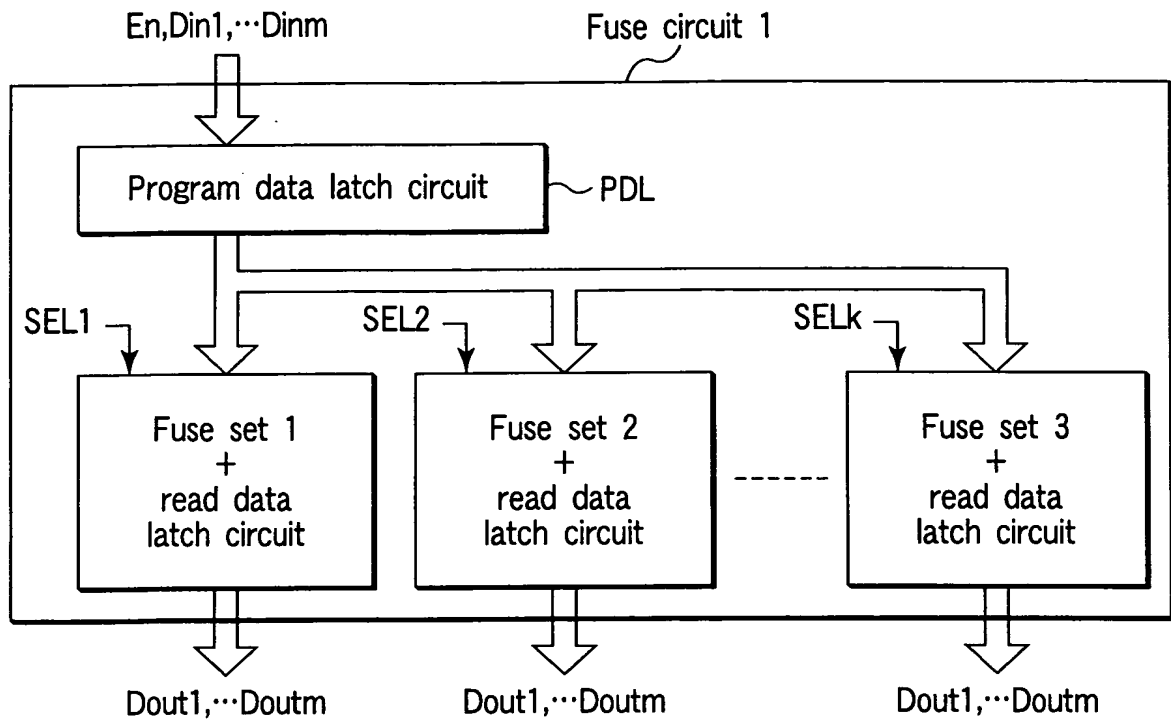 En,Din1,…Dinm
Fuse circuit 1
Program data latch circuit
PDL
SEL1
SEL2
SELk
Fuse set 1
+
read data
latch circuit
Fuse set 2
+
read data
latch circuit
Fuse set 3
+
read data
latch circuit
Dout1,…Doutm
Dout1,…Doutm
Dout1,…Doutm